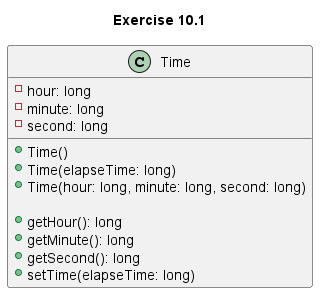 Exercise 10.1
C Time
hour: long
minute: long
second: long
Time()
Time(elapseTime: long)
Time(hour: long, minute: long, second: long)
getHour(): long
getMinute(): long
getSecond(): long
setTime(elapseTime: long)